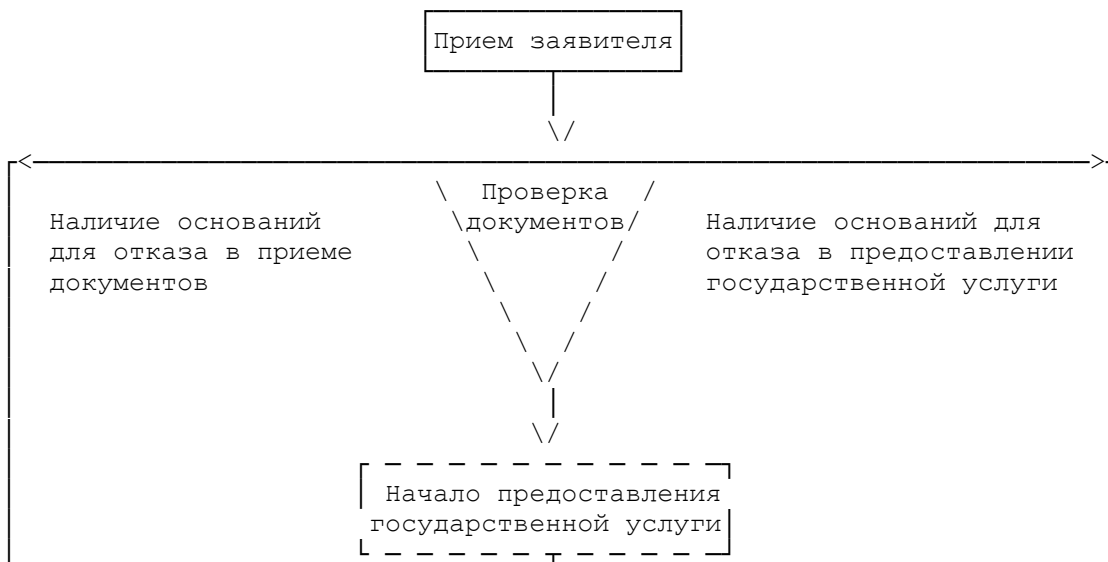 Прием заявителя
Проверка
документов
Наличие оснований
для отказа в приеме
документов
Наличие оснований для
отказа в предоставлении
государственной услуги
Начало предоставления
государственной услуги